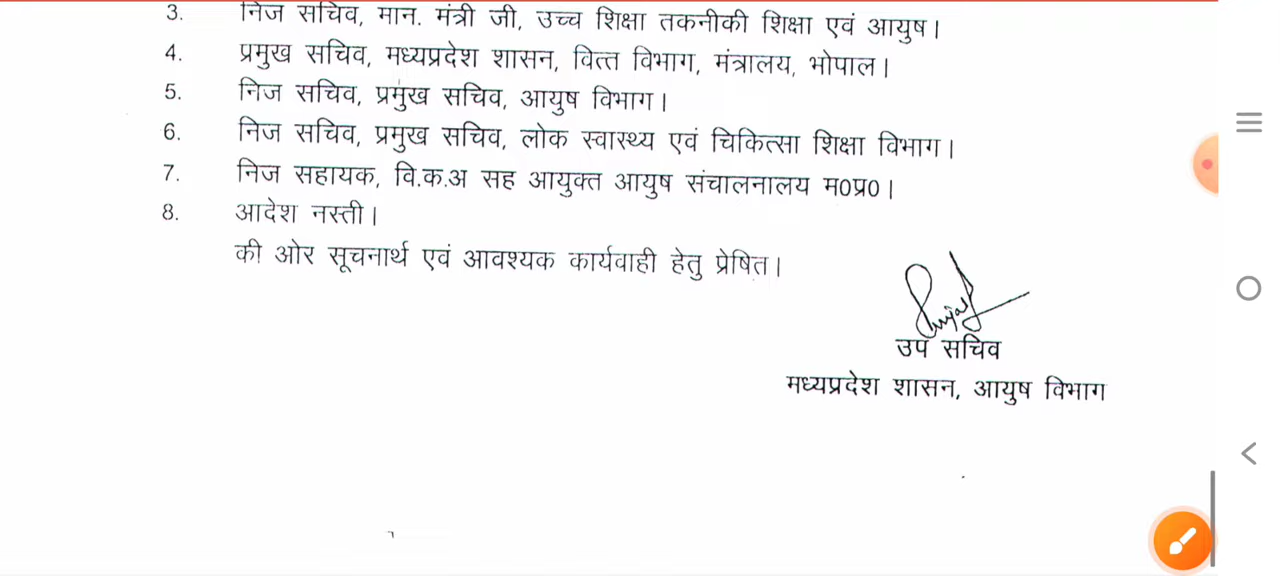 3. निज सचिव, मान. मंत्री जी, उच्च शिक्षा तकनीकी शिक्षा एवं आयुष।
4. प्रमुख सचिव, मध्यप्रदेश शासन, वित्त विभाग, मंत्रालय, भोपाल।
5. निज सचिव, प्रमुख सचिव, आयुष विभाग।
6. निज सचिव, प्रमुख सचिव, लोक स्वास्थ्य एवं चिकित्सा शिक्षा विभाग।
7. निज सहायक, वि.क.अ सह आयुक्त आयुष संचालनालय म0प्र0।
8. आदेश नस्ती।
की ओर सूचनार्थ एवं आवश्यक कार्यवाही हेतु प्रेषित।
उप सचिव
मध्यप्रदेश शासन, आयुष विभाग